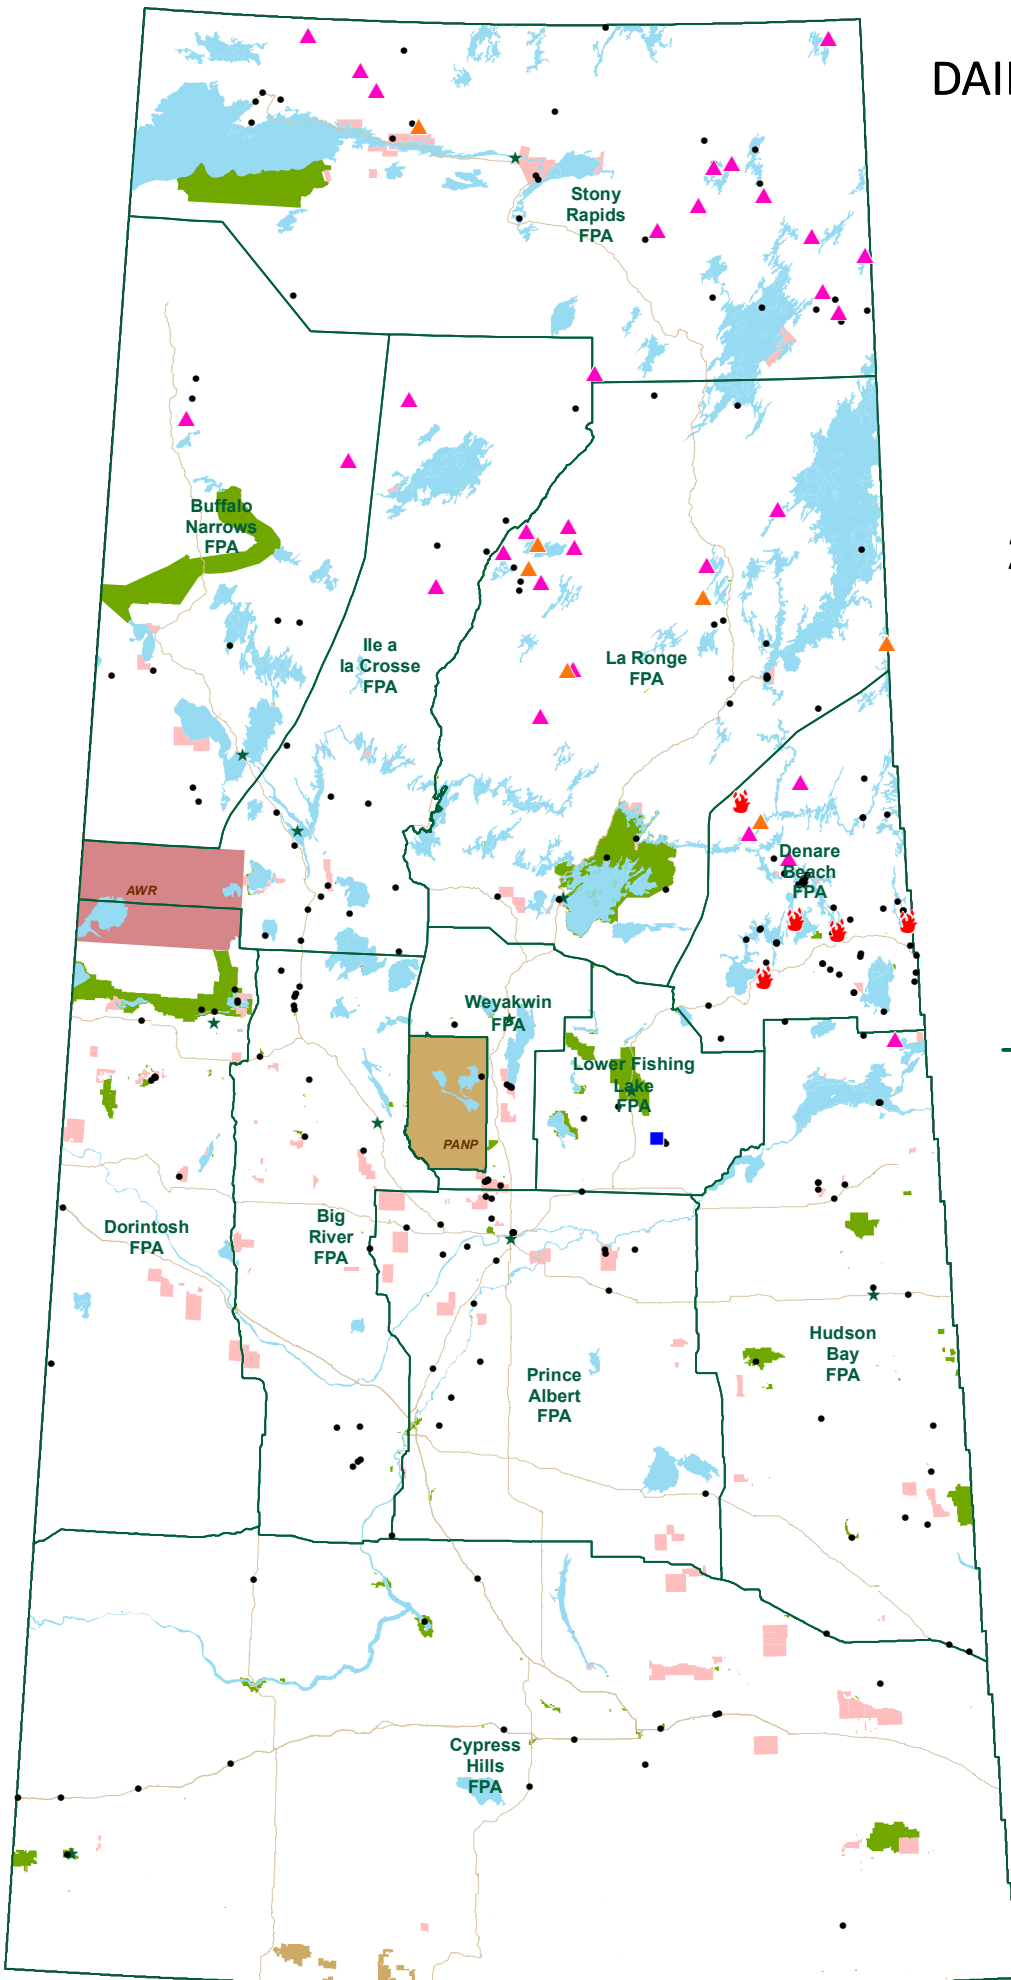 DAI
Stony
Rapids
FPA
Buffalo
Narrows
FPA
Ile a
la Crosse
FPA
La Ronge
FPA
Denare
Beach
FPA
AWR
Weyakwin
FPA
Lower Fishing
Lake
FPA
PANP
Dorintosh
FPA
Big
River
FPA
Hudson
Bay
FPA
Prince
Albert
FPA
Cypress
Hills
FPA